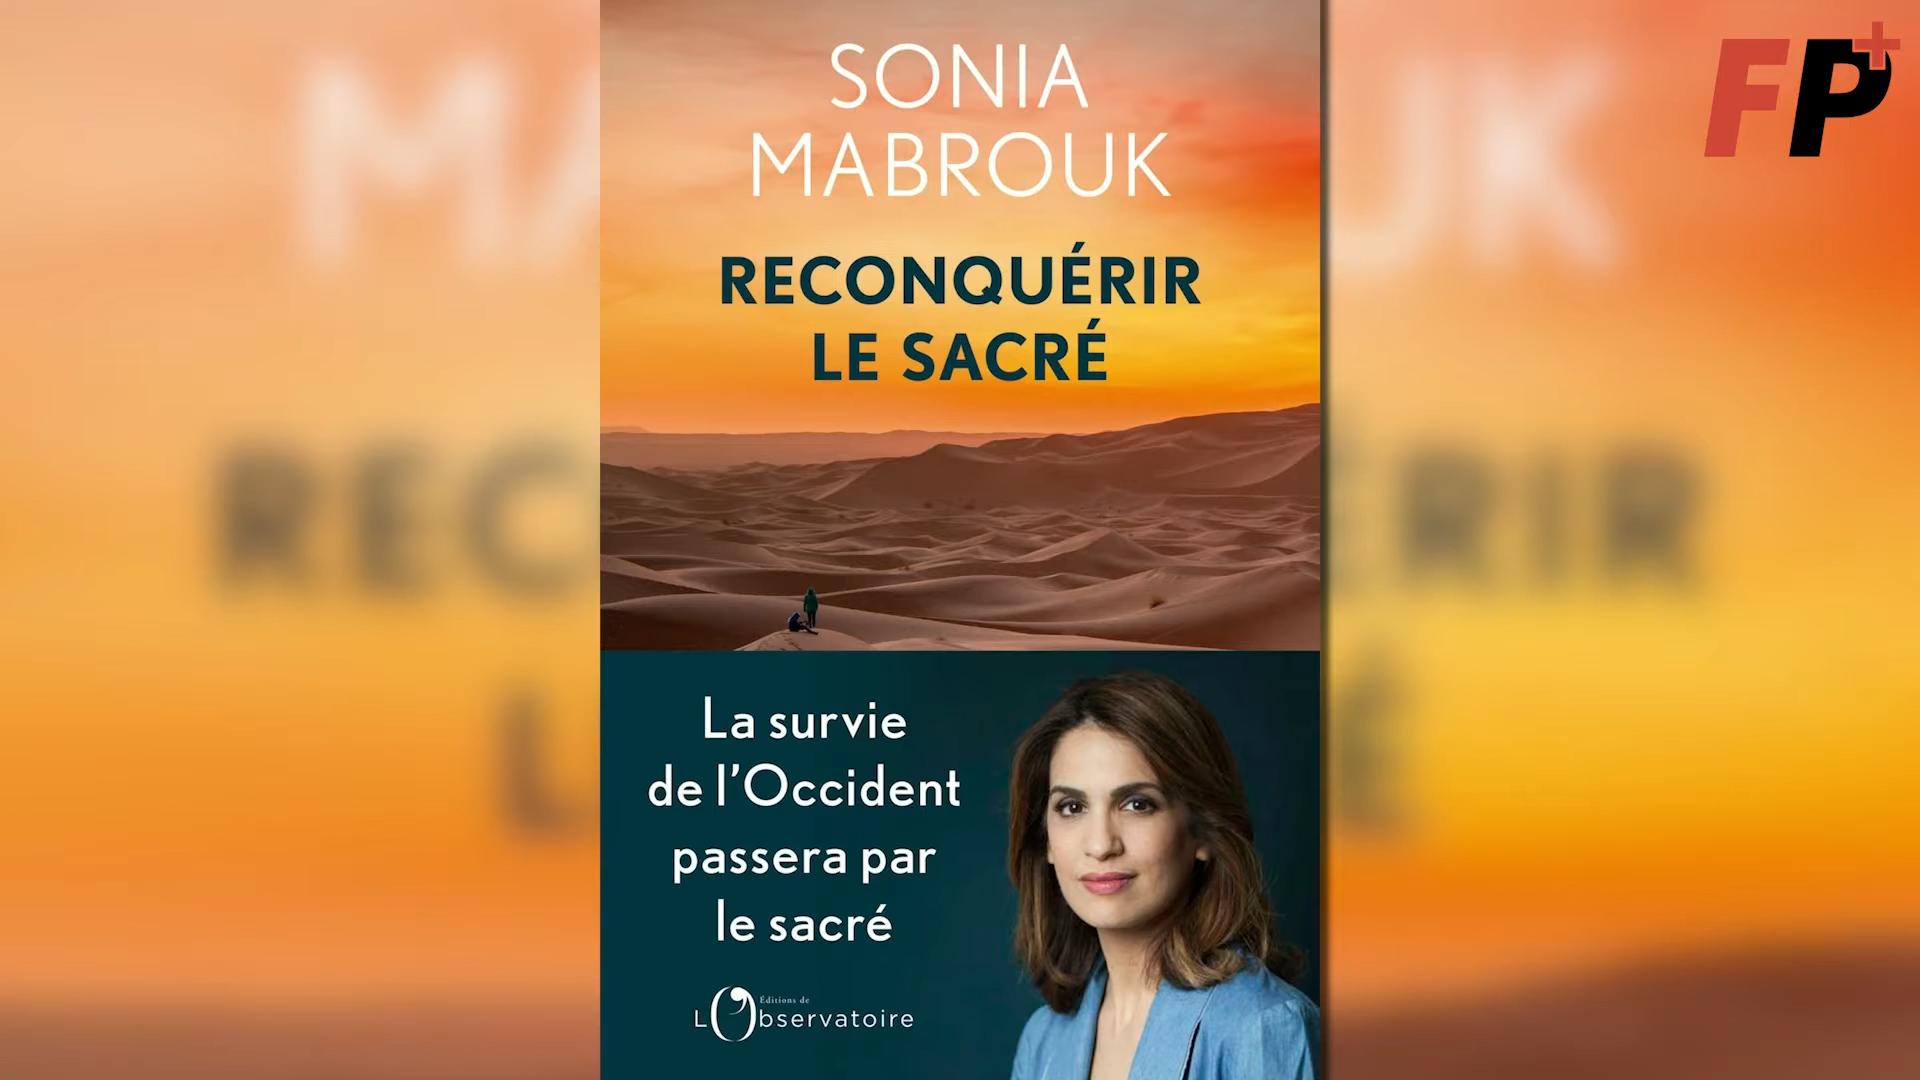 SONIA
MABROUK
RECONQUÉRIR
LE SACRÉ
La survie
de l'Occident
passera par
le sacré
Éditions de
L'Observatoire
FP+